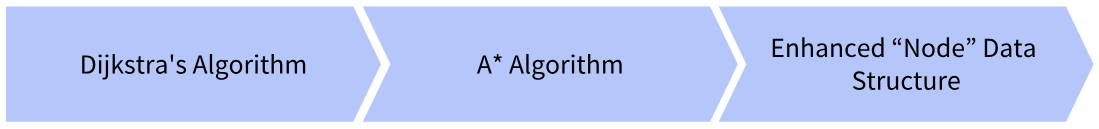 Dijkstra's Algorithm
A* Algorithm
Enhanced “Node” Data
Structure